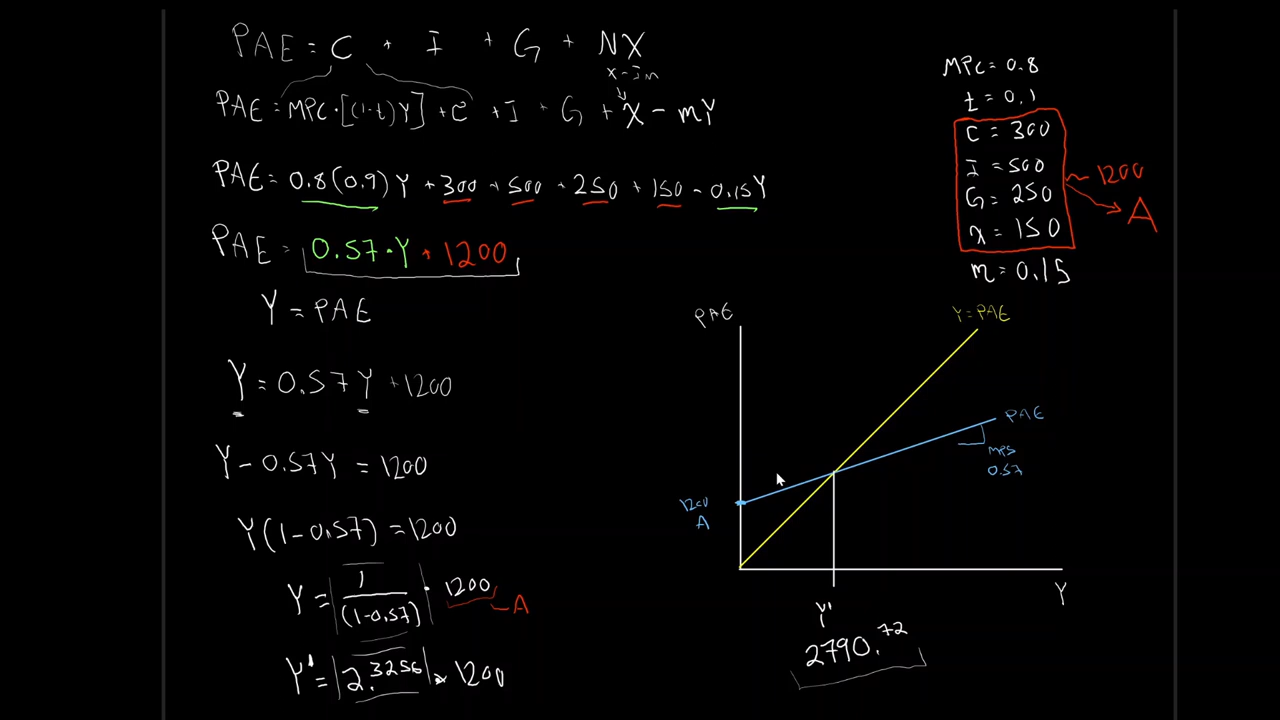 PAE = C + I + G + NX
X - Im
PAE = MPC · [(1-t)Y] + C + I + G + X - mY
PAE = 0.8(0.9)Y + 300 + 500 + 250 + 150 - 0.15Y
PAE = 0.57·Y + 1200
Y = PAE
Y = 0.57Y + 1200
Y - 0.57Y = 1200
Y(1-0.57) = 1200
Y = 1/(1-0.57) · 1200 - A
Y' = 2.3256 · 1200
MPC = 0.8
t = 0.1
C = 300
I = 500
G = 250
X = 150
~ 1200
A
m = 0.15
PAE
Y = PAE
PAE
MPS
0.57
1200
A
Y
Y'
2790.72